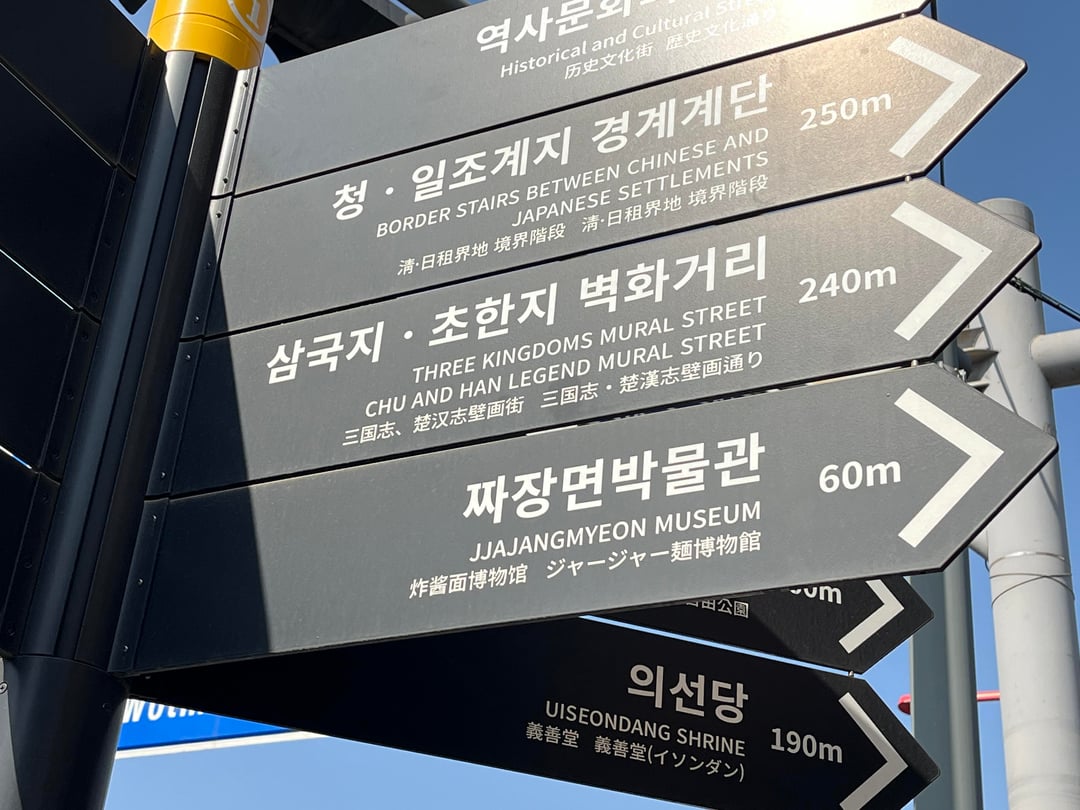 역사문화의
Historical and Cultural Street
历史文化街 歴史文化通り
청·일조계지 경계계단
250m
BORDER STAIRS BETWEEN CHINESE AND
JAPANESE SETTLEMENTS
清·日租界地 境界階段 清·日租界地 境界階段
삼국지·초한지 벽화거리
240m
THREE KINGDOMS MURAL STREET
CHU AND HAN LEGEND MURAL STREET
三国志、楚汉志壁画街 三国志・楚漢志壁画通り
짜장면박물관
60m
JJAJANGMYEON MUSEUM
炸酱面博物馆 ジャージャー麺博物館
自由公園
의선당
UISEONDANG SHRINE
190m
義善堂 義善堂(イソンダン)